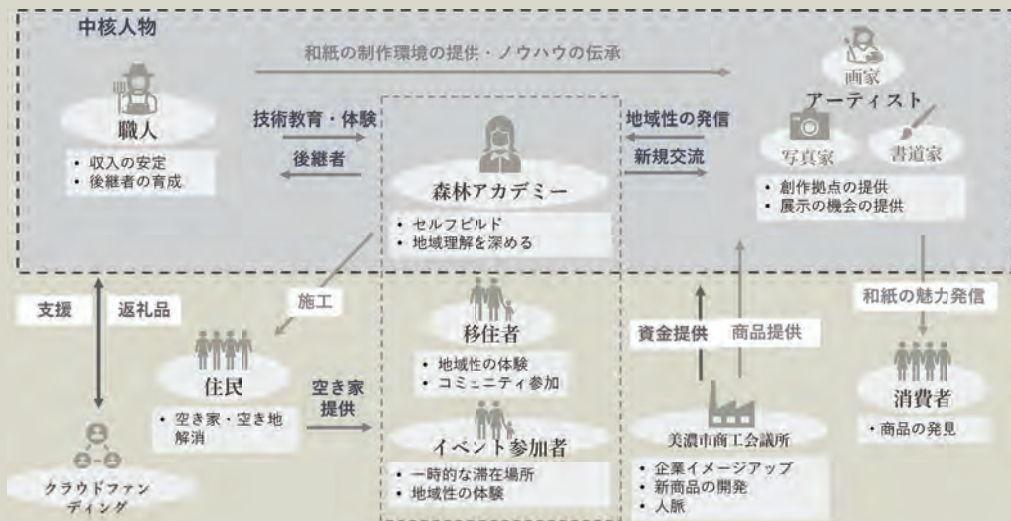 中核人物
和紙の制作環境の提供・ノウハウの伝承
画家
アーティスト
写真家
書道家
・創作拠点の提供
・展示の機会の提供
職人
・収入の安定
・後継者の育成
技術教育・体験
後継者
地域性の発信
新規交流
森林アカデミー
・セルフビルド
・地域理解を深める
支援
返礼品
施工
移住者
・地域性の体験
・コミュニティ参加
資金提供
商品提供
和紙の魅力発信
住民
・空き家・空き地
解消
空き家
提供
イベント参加者
・一時的な滞在場所
・地域性の体験
美濃市商工会議所
・企業イメージアップ
・新商品の開発
・人脈
消費者
・商品の発見
クラウドファン
ディング